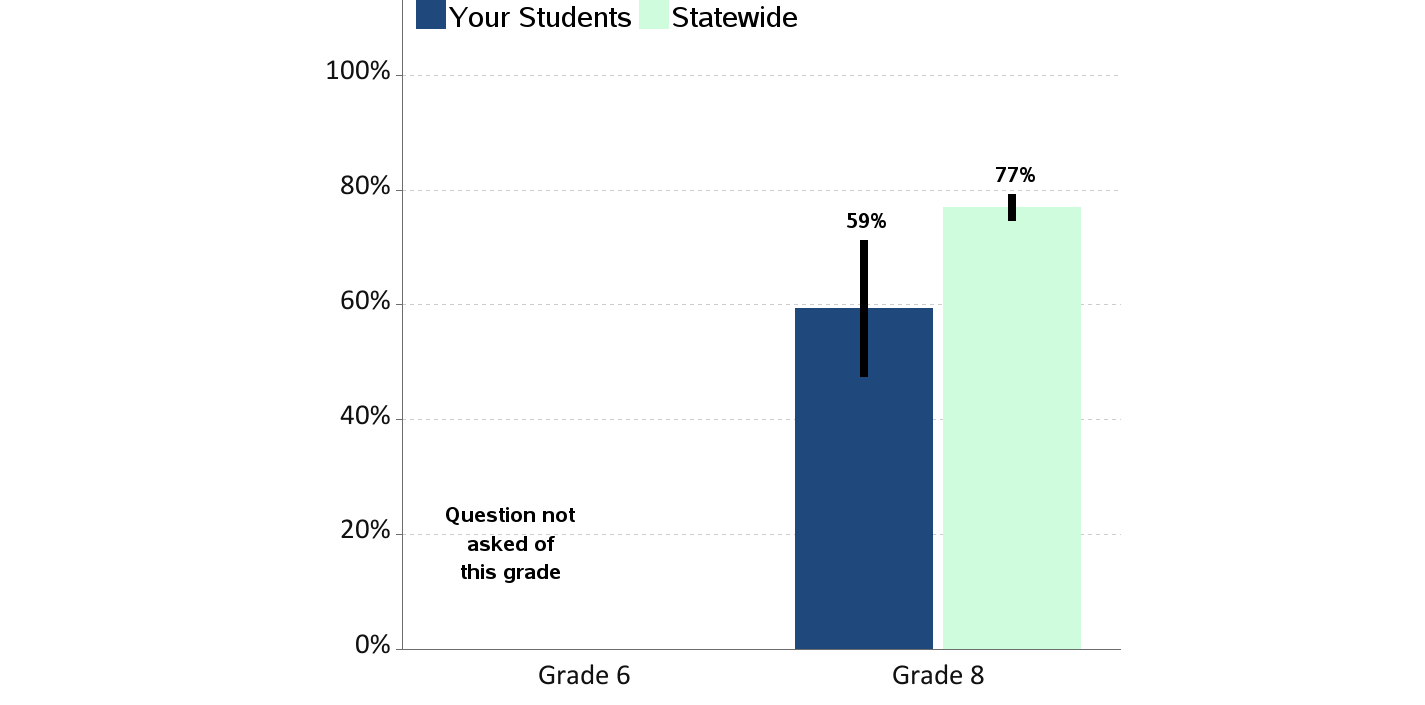 Your Students Statewide
100%
80%
60%
40%
20%
0%
77%
59%
Question not
asked of
this grade
Grade 6 Grade 8